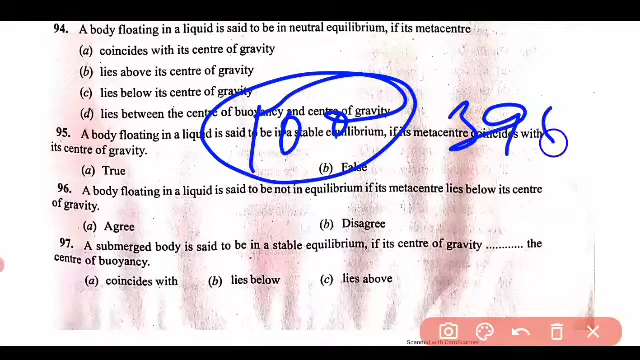 94. A body floating in a liquid is said to be in neutral equilibrium, if its metacentre
(a) coincides with its centre of gravity
(b) lies above its centre of gravity
(c) lies below its centre of gravity
(d) lies between the centre of buoyancy and centre of gravity
95. A body floating in a liquid is said to be in a stable equilibrium, if its metacentre coincides with
its centre of gravity.
(a) True (b) False
96. A body floating in a liquid is said to be not in equilibrium if its metacentre lies below its centre
of gravity.
(a) Agree (b) Disagree
97. A submerged body is said to be in a stable equilibrium, if its centre of gravity ............ the
centre of buoyancy.
(a) coincides with (b) lies below (c) lies above
Scanned with CamScanner